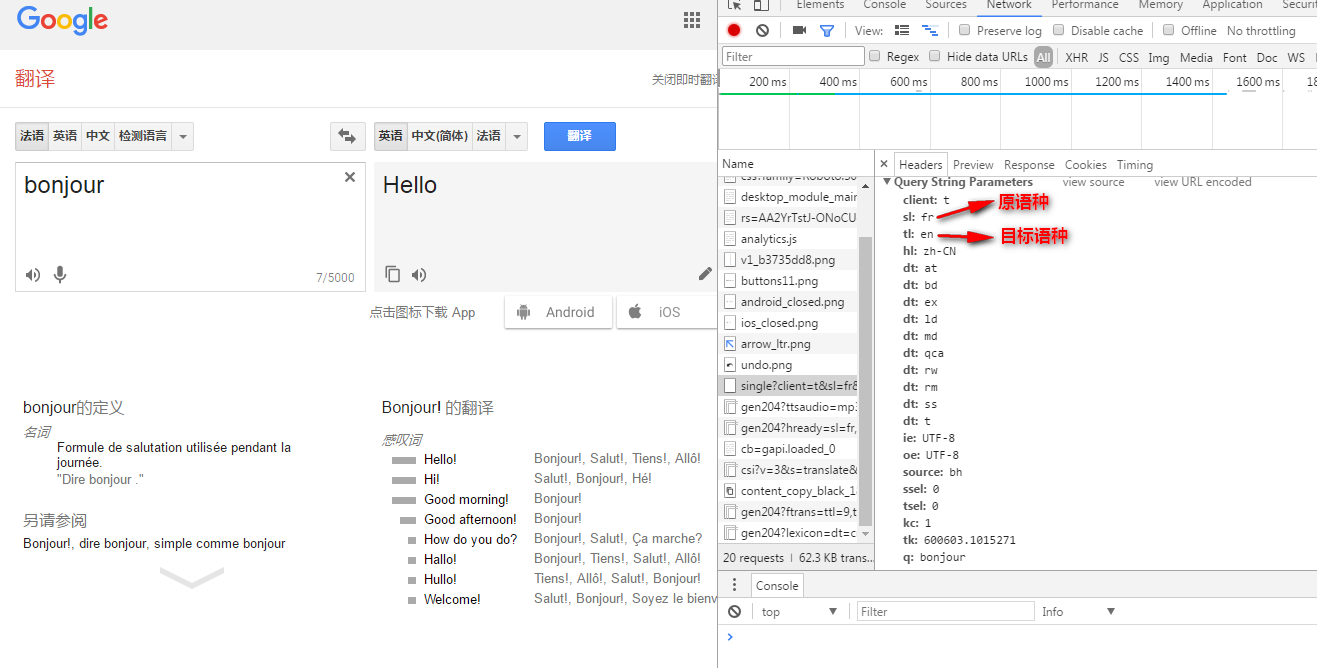 Google
翻译
关闭即时翻译
法语 英语 中文 检测语言
英语 中文(简体) 法语
翻译
bonjour
7/5000
Hello
点击图标下载 App
Android
iOS
bonjour的定义
名词
Formule de salutation utilisée pendant la
journée.
"Dire bonjour ."
另请参阅
Bonjour!, dire bonjour, simple comme bonjour
Bonjour! 的翻译
感叹词
Hello! Bonjour!, Salut!, Tiens!, Allô!
Hi! Salut!, Bonjour!, Hé!
Good morning! Bonjour!
Good afternoon! Bonjour!
How do you do? Bonjour!, Salut!, Ça marche?
Hallo! Bonjour!, Tiens!, Salut!, Allô!
Hullo! Tiens!, Allô!, Salut!, Bonjour!
Welcome! Salut!, Bonjour!, Soyez le bienv
Elements Console Sources Network Performance Memory Application Securi
View: Preserve log Disable cache Offline No throttling
Filter Regex Hide data URLs All XHR JS CSS Img Media Font Doc WS
200 ms 400 ms 600 ms 800 ms 1000 ms 1200 ms 1400 ms 1600 ms 18
Name
desktop_module_mair
rs=AA2YrTstJ-ONoCU
analytics.js
v1_b3735dd8.png
buttons11.png
android_closed.png
ios_closed.png
arrow_ltr.png
undo.png
single?client=t&sl=fr&
gen204?ttsaudio=mp3
gen204?hready=sl=fr,
cb=gapi.loaded_0
csi?v=3&s=translate&
content_copy_black_1
gen204?ftrans=ttl=9,t
gen204?lexicon=dt=c
20 requests | 62.3 KB trans...
× Headers Preview Response Cookies Timing
Query String Parameters view source view URL encoded
client: t
sl: fr 原语种
tl: en 目标语种
hl: zh-CN
dt: at
dt: bd
dt: ex
dt: ld
dt: md
dt: qca
dt: rw
dt: rm
dt: ss
dt: t
ie: UTF-8
oe: UTF-8
source: bh
ssel: 0
tsel: 0
kc: 1
tk: 600603.1015271
q: bonjour
Console
top Filter Info